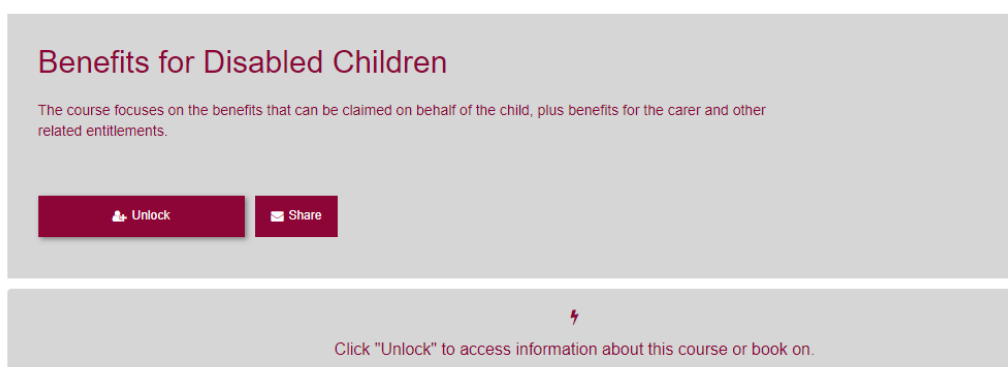 Benefits for Disabled Children
The course focuses on the benefits that can be claimed on behalf of the child, plus benefits for the carer and other
related entitlements.
Unlock
Share
Click "Unlock" to access information about this course or book on.